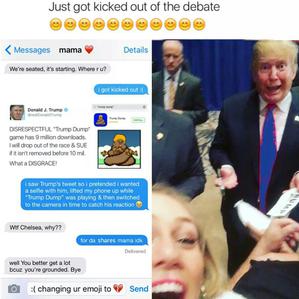 Just got kicked out of the debate
😊😊😊😊😊😊😊😊😊😊
Messages mama ❤️ Details
We're seated, it's starting. Where r u?
i got kicked out :(
Donald J. Trump
@realDonaldTrump
DISRESPECTFUL "Trump Dump"
game has 9 million downloads.
I will drop out of the race & SUE
if it isn't removed before 10 mil.
What a DISGRACE!
"trump dump"
Trump Dump
i saw Trump's tweet so i pretended i wanted
a selfie with him, lifted my phone up while
"Trump Dump" was playing & then switched
to the camera in time to catch his reaction 😊
Wtf Chelsea, why??
for da shares mama idk
Delivered
well You better get a lot
bcuz you're grounded. Bye
:( changing ur emoji to 💔 Send